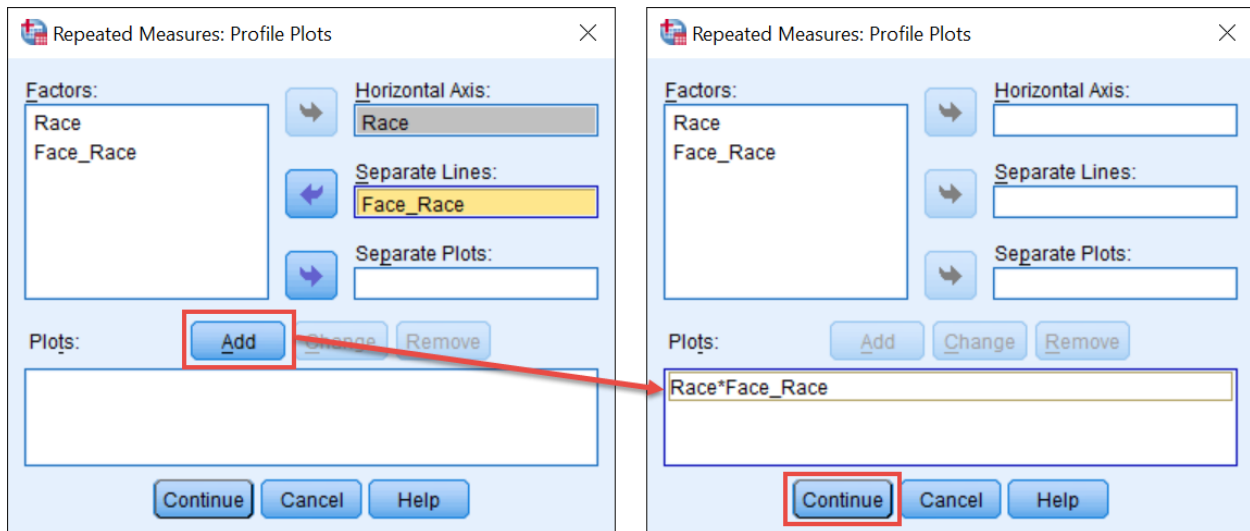 Repeated Measures: Profile Plots
Factors:
Race
Face_Race
Horizontal Axis:
Race
Separate Lines:
Face_Race
Separate Plots:
Plots:
Add
Change
Remove
Continue
Cancel
Help
Repeated Measures: Profile Plots
Factors:
Race
Face_Race
Horizontal Axis:
Separate Lines:
Separate Plots:
Plots:
Add
Change
Remove
Race*Face_Race
Continue
Cancel
Help